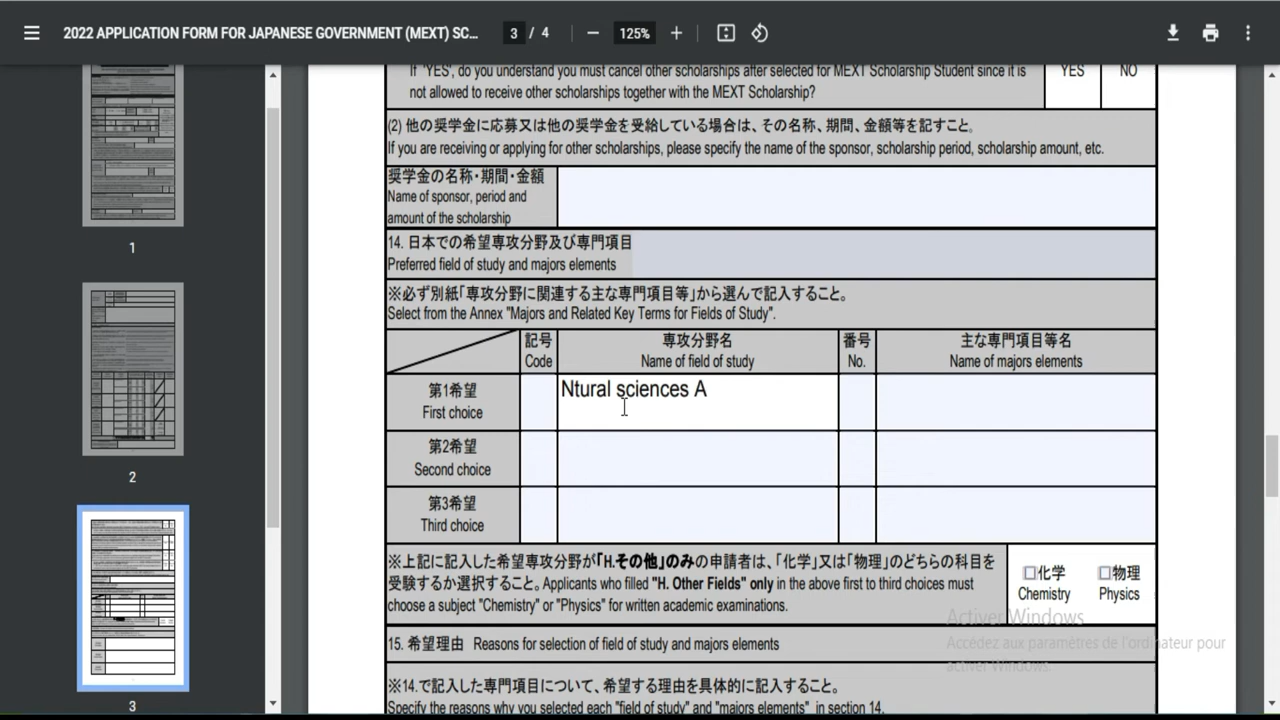 2022 APPLICATION FORM FOR JAPANESE GOVERNMENT (MEXT) SC...
3 / 4
125%
1
2
3
If 'YES', do you understand you must cancel other scholarships after selected for MEXT Scholarship Student since it is
not allowed to receive other scholarships together with the MEXT Scholarship?
YES
NO
(2) 他の奨学金に応募又は他の奨学金を受給している場合は、その名称、期間、金額等を記すこと。
If you are receiving or applying for other scholarships, please specify the name of the sponsor, scholarship period, scholarship amount, etc.
奨学金の名称・期間・金額
Name of sponsor, period and
amount of the scholarship
14. 日本での希望専攻分野及び専門項目
Preferred field of study and majors elements
※必ず別紙「専攻分野に関連する主な専門項目等」から選んで記入すること。
Select from the Annex "Majors and Related Key Terms for Fields of Study".
記号
Code
専攻分野名
Name of field of study
番号
No.
主な専門項目等名
Name of majors elements
第1希望
First choice
Ntural sciences A
第2希望
Second choice
第3希望
Third choice
※上記に記入した希望専攻分野が「H.その他」のみの申請者は、「化学」又は「物理」のどちらの科目を
受験するか選択すること。Applicants who filled "H. Other Fields" only in the above first to third choices must
choose a subject "Chemistry" or "Physics" for written academic examinations.
化学
Chemistry
物理
Physics
Activer Windows
Accédez aux paramètres de l'ordinateur pour
activer Windows.
15. 希望理由 Reasons for selection of field of study and majors elements
※14.で記入した専門項目について、希望する理由を具体的に記入すること。
Specify the reasons why you selected each "field of study" and "majors elements" in section 14.